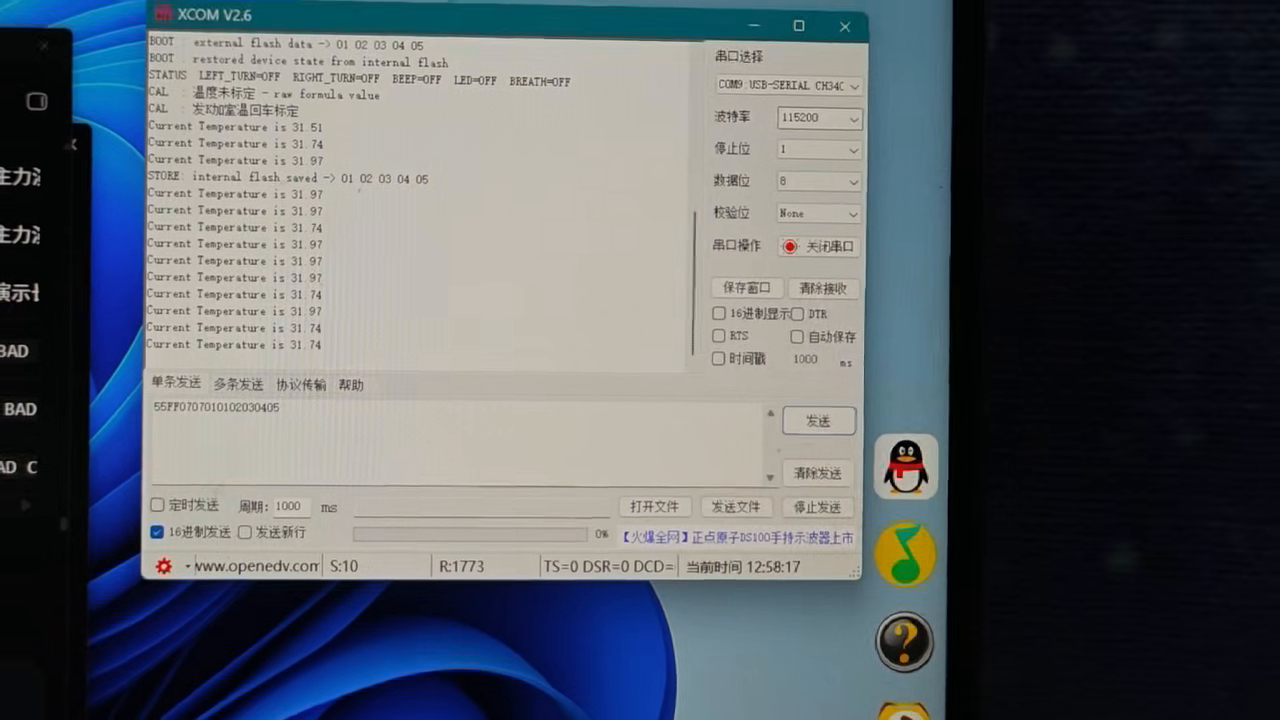 XCOM V2.6
BOOT : external flash data -> 01 02 03 04 05
BOOT : restored device state from internal flash
STATUS LEFT_TURN=OFF RIGHT_TURN=OFF BEEP=OFF LED=OFF BREATH=OFF
CAL : 温度未标定 - raw formula value
CAL : 发K加室温回车标定
Current Temperature is 31.51
Current Temperature is 31.74
Current Temperature is 31.97
STORE: internal flash saved -> 01 02 03 04 05
Current Temperature is 31.97
Current Temperature is 31.97
Current Temperature is 31.74
Current Temperature is 31.97
Current Temperature is 31.97
Current Temperature is 31.97
Current Temperature is 31.74
Current Temperature is 31.97
Current Temperature is 31.74
Current Temperature is 31.74
串口选择
COM9:USB-SERIAL CH340
波特率 115200
停止位 1
数据位 8
校验位 None
串口操作 关闭串口
保存窗口 清除接收
16进制显示 DTR
RTS 自动保存
时间戳 1000 ms
单条发送 多条发送 协议传输 帮助
55FF0707010102030405
发送
清除发送
定时发送 周期: 1000 ms 打开文件 发送文件 停止发送
16进制发送 发送新行 0% 【火爆全网】正点原子DS100手持示波器上市
www.openedv.com S:10 R:1773 CTS=0 DSR=0 DCD= 当前时间 12:58:17
主力
主力
演示
BAD
BAD
AD C